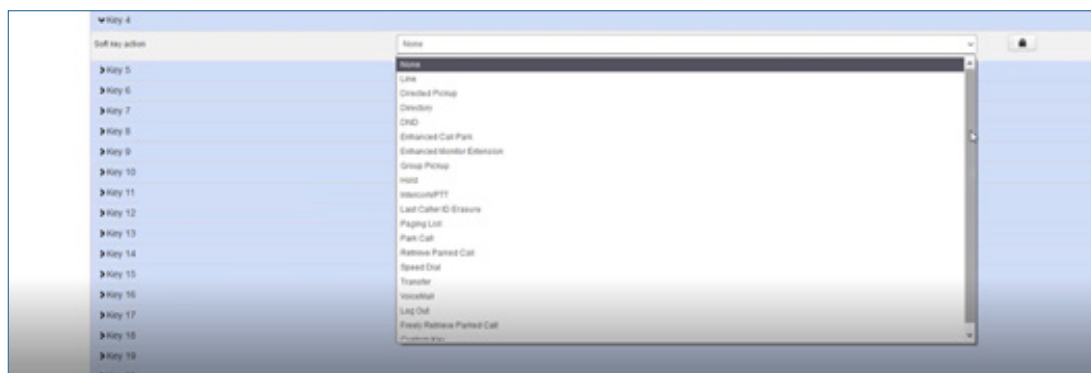 Key 4
Soft key action
None
None
Line
Directed Pickup
Directory
DND
Enhanced Call Park
Enhanced Monitor Extension
Group Pickup
Hold
Intercom/PTT
Last Caller ID Erasure
Paging List
Park Call
Retrieve Parked Call
Speed Dial
Transfer
VoiceMail
Log Out
Freely Retrieve Parked Call
Custom Key
Key 5
Key 6
Key 7
Key 8
Key 9
Key 10
Key 11
Key 12
Key 13
Key 14
Key 15
Key 16
Key 17
Key 18
Key 19